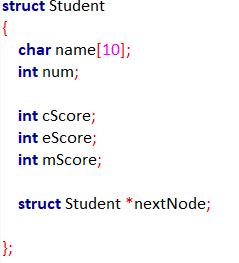 struct Student
{
char name[10];
int num;
int cScore;
int eScore;
int mScore;
struct Student *nextNode;
};